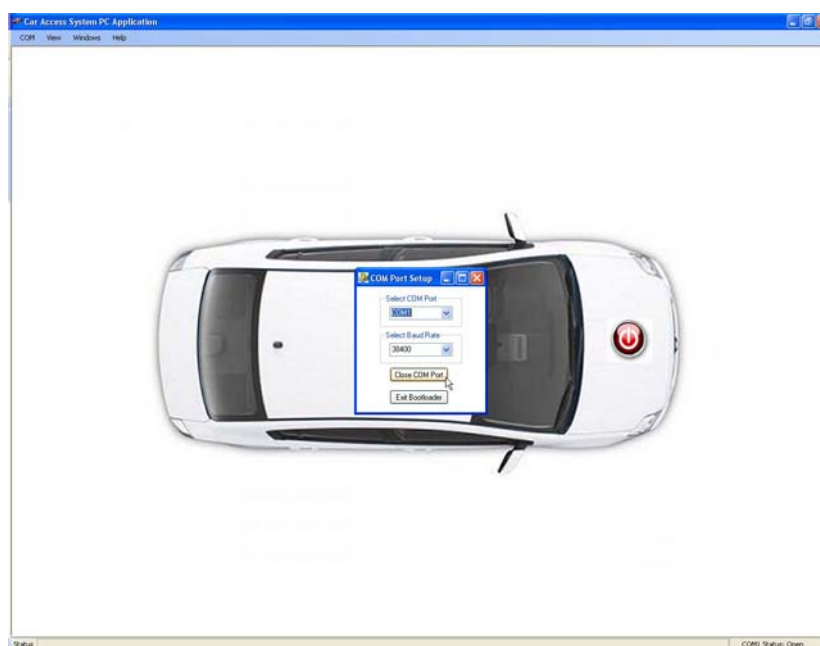 Car Access System PC Application
COM View Windows Help
COM Port Setup
Select COM Port
COM1
Select Baud Rate
38400
Close COM Port
Exit Bootloader
Status
COM1 Status: Open